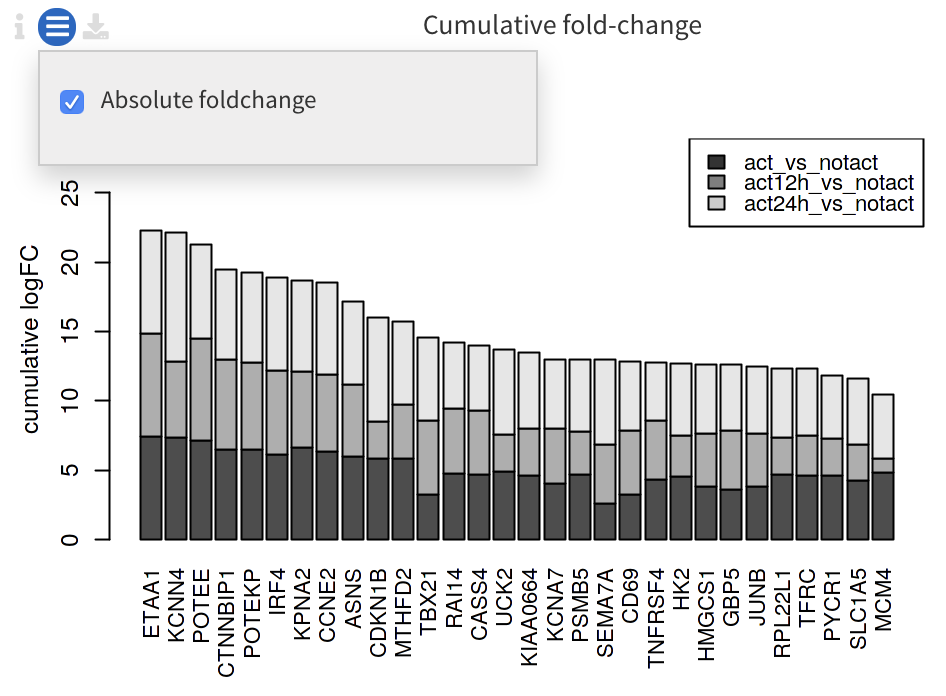 Cumulative fold-change
Absolute foldchange
act_vs_notact
act12h_vs_notact
act24h_vs_notact
cumulative logFC
25
20
15
10
5
0
ETAA1
KCNN4
POTEE
CTNNBIP1
POTEKP
IRF4
KPNA2
CCNE2
ASNS
CDKN1B
MTHFD2
TBX21
RAI14
CASS4
UCK2
KIAA0664
KCNA7
PSMB5
SEMA7A
CD69
TNFRSF4
HK2
HMGCS1
GBP5
JUNB
RPL22L1
TFRC
PYCR1
SLC1A5
MCM4